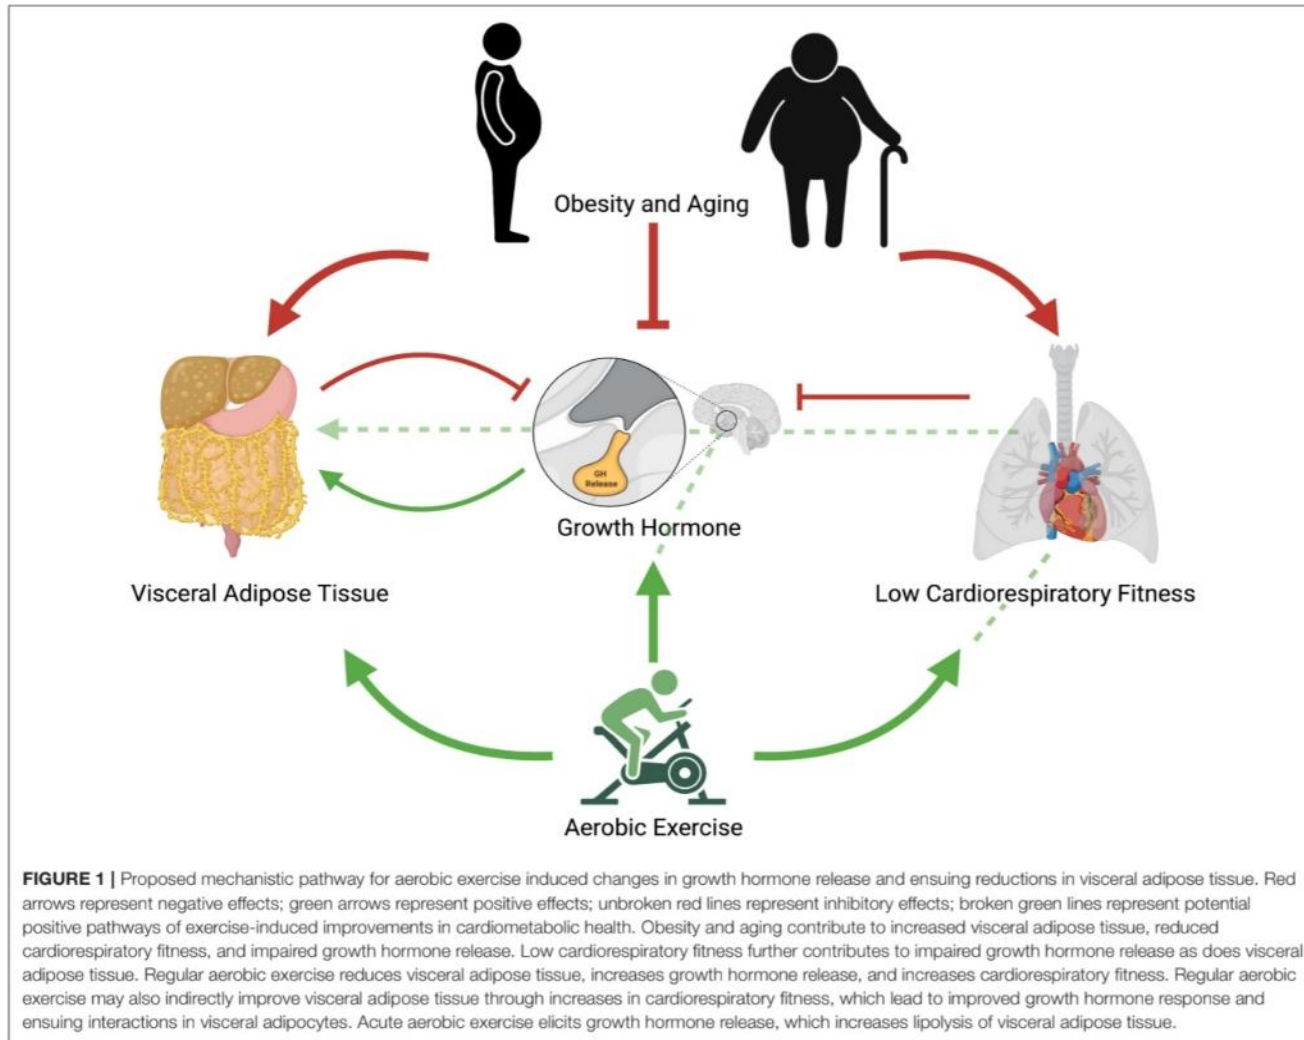 Obesity and Aging
GH
Release
Growth Hormone
Visceral Adipose Tissue
Low Cardiorespiratory Fitness
Aerobic Exercise
FIGURE 1 | Proposed mechanistic pathway for aerobic exercise induced changes in growth hormone release and ensuing reductions in visceral adipose tissue. Red
arrows represent negative effects; green arrows represent positive effects; unbroken red lines represent inhibitory effects; broken green lines represent potential
positive pathways of exercise-induced improvements in cardiometabolic health. Obesity and aging contribute to increased visceral adipose tissue, reduced
cardiorespiratory fitness, and impaired growth hormone release. Low cardiorespiratory fitness further contributes to impaired growth hormone release as does visceral
adipose tissue. Regular aerobic exercise reduces visceral adipose tissue, increases growth hormone release, and increases cardiorespiratory fitness. Regular aerobic
exercise may also indirectly improve visceral adipose tissue through increases in cardiorespiratory fitness, which lead to improved growth hormone response and
ensuing interactions in visceral adipocytes. Acute aerobic exercise elicits growth hormone release, which increases lipolysis of visceral adipose tissue.